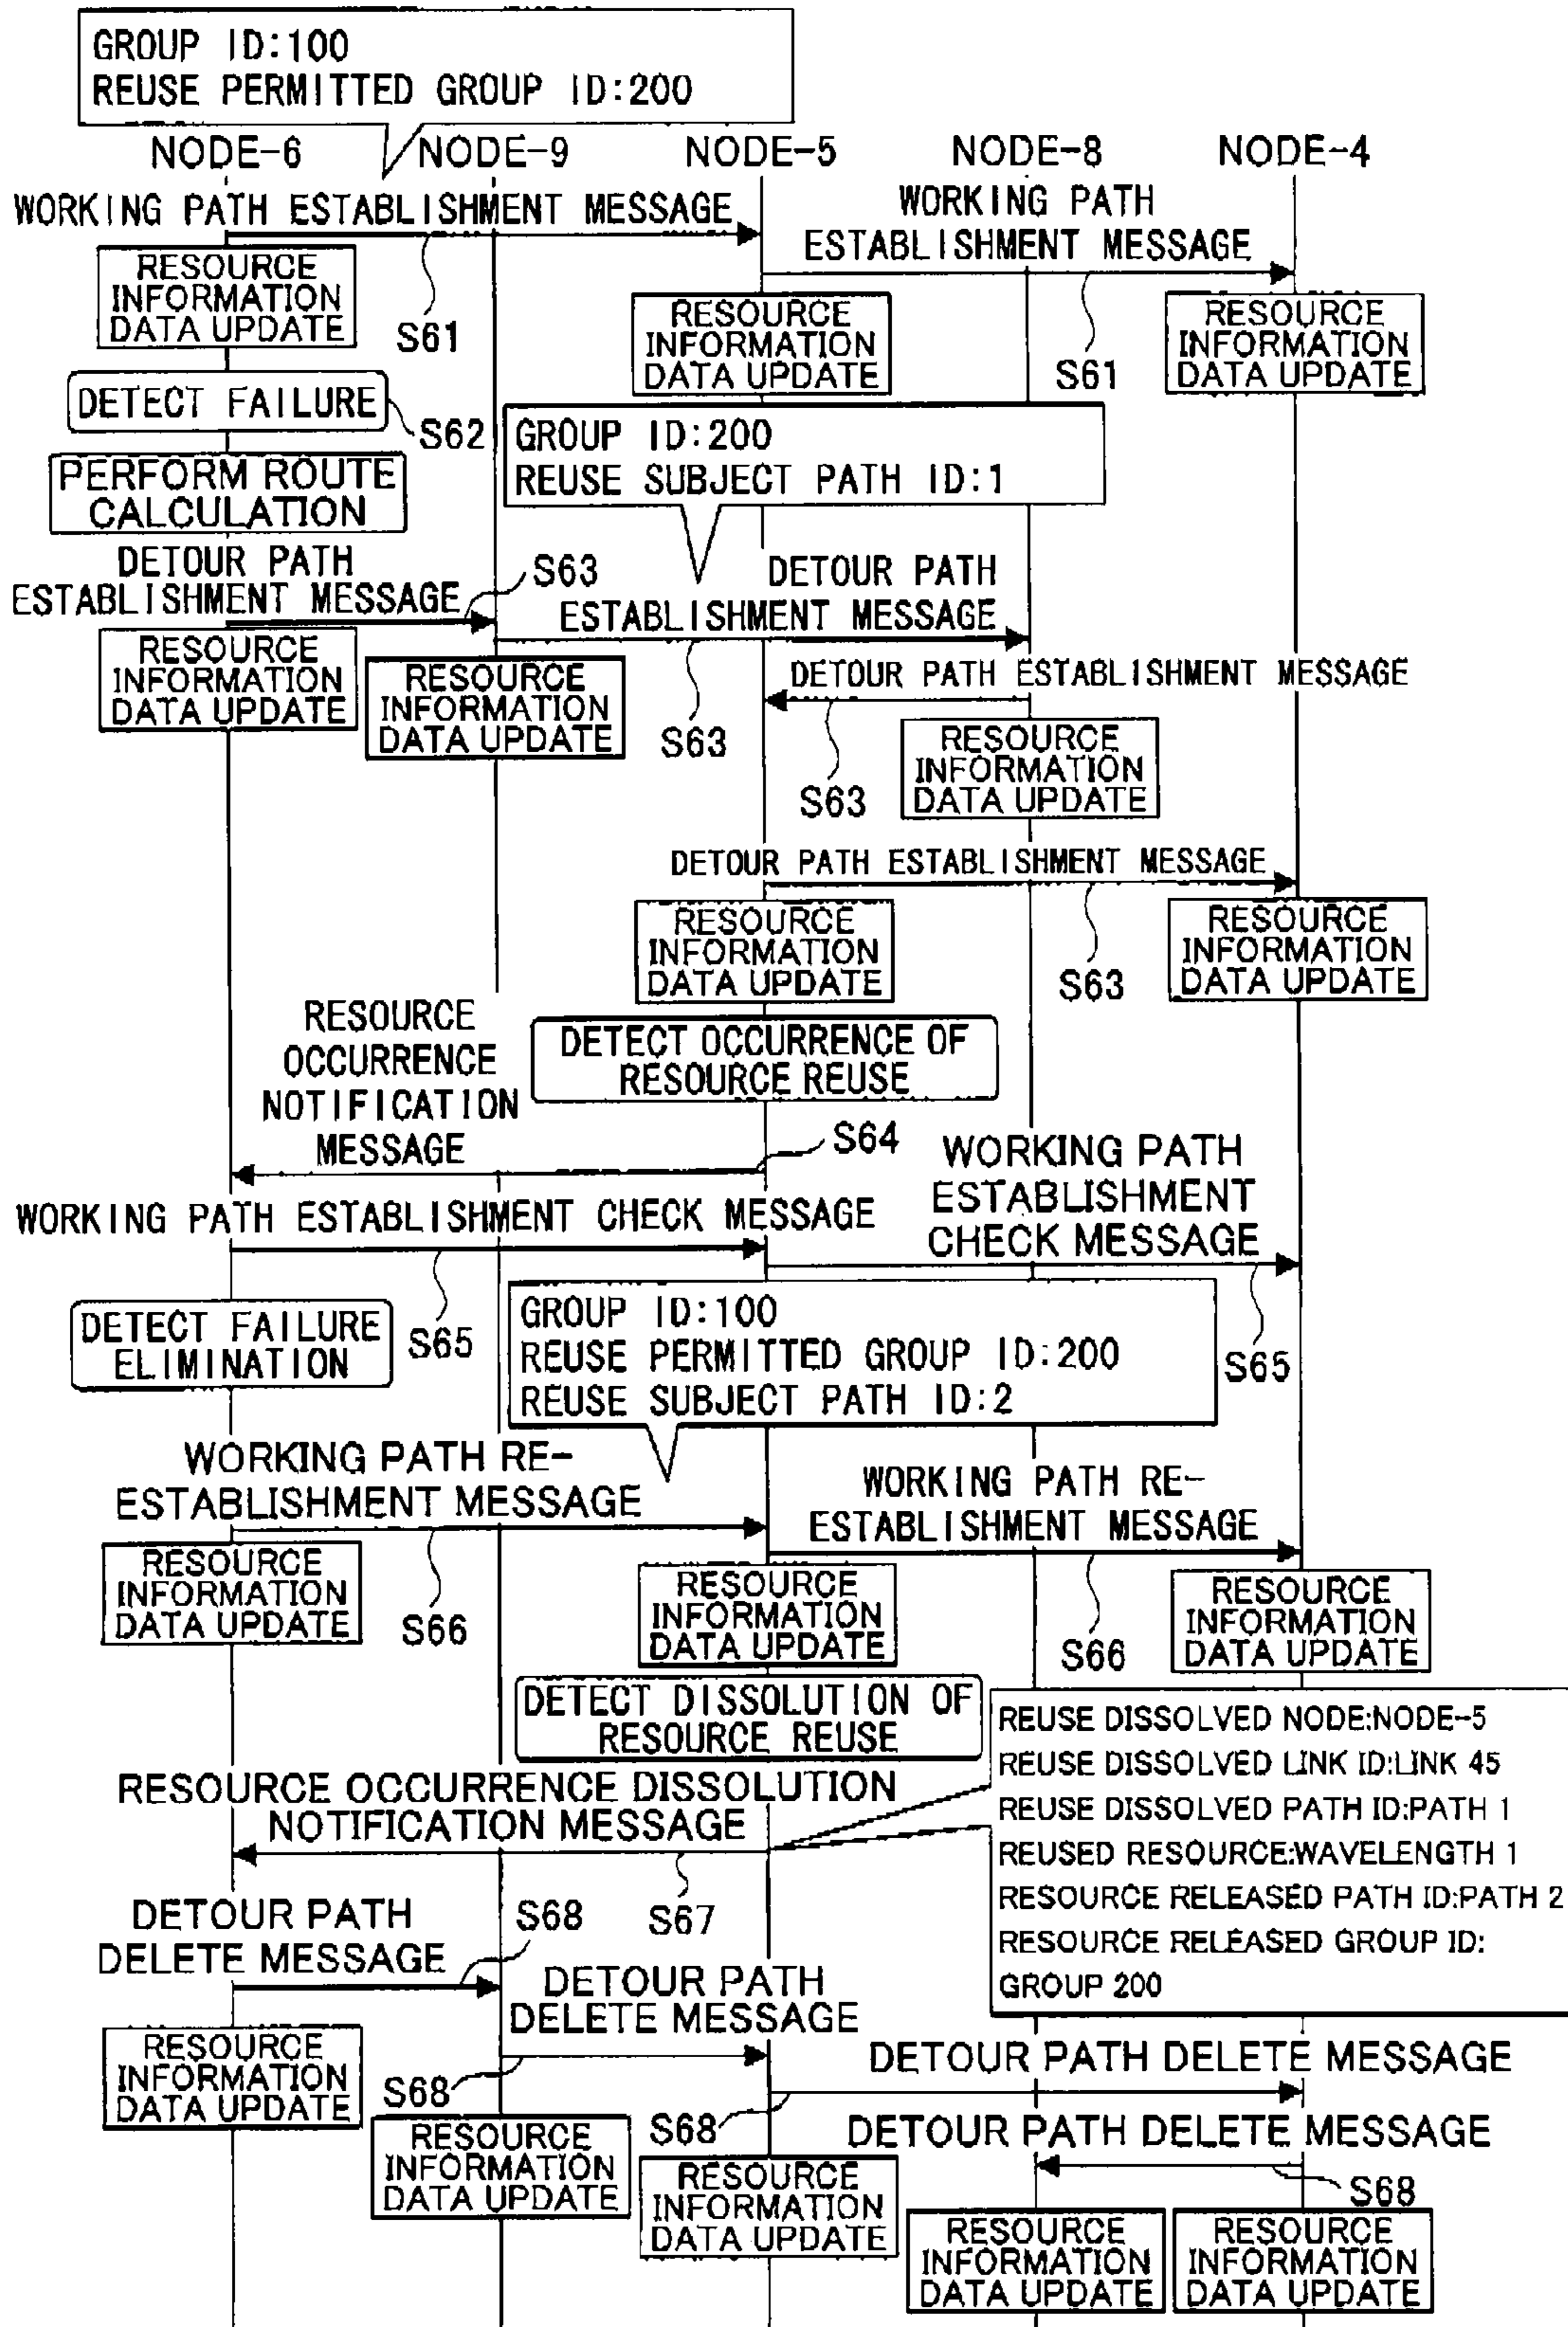 GROUP ID:100
REUSE PERMITTED GROUP ID:200
NODE-6
NODE-9
NODE-5
NODE-8
NODE-4
WORKING PATH ESTABLISHMENT MESSAGE
WORKING PATH
ESTABLISHMENT MESSAGE
RESOURCE
INFORMATION
DATA UPDATE
S61
RESOURCE
INFORMATION
DATA UPDATE
S61
RESOURCE
INFORMATION
DATA UPDATE
DETECT FAILURE
S62
GROUP ID:200
REUSE SUBJECT PATH ID:1
PERFORM ROUTE
CALCULATION
DETOUR PATH
ESTABLISHMENT MESSAGE
S63
DETOUR PATH
ESTABLISHMENT MESSAGE
RESOURCE
INFORMATION
DATA UPDATE
RESOURCE
INFORMATION
DATA UPDATE
S63
DETOUR PATH ESTABLISHMENT MESSAGE
S63
RESOURCE
INFORMATION
DATA UPDATE
DETOUR PATH ESTABLISHMENT MESSAGE
RESOURCE
INFORMATION
DATA UPDATE
S63
RESOURCE
INFORMATION
DATA UPDATE
RESOURCE
OCCURRENCE
NOTIFICATION
MESSAGE
DETECT OCCURRENCE OF
RESOURCE REUSE
S64
WORKING PATH
ESTABLISHMENT
CHECK MESSAGE
WORKING PATH ESTABLISHMENT CHECK MESSAGE
S65
S65
DETECT FAILURE
ELIMINATION
GROUP ID:100
REUSE PERMITTED GROUP ID:200
REUSE SUBJECT PATH ID:2
WORKING PATH RE-
ESTABLISHMENT MESSAGE
WORKING PATH RE-
ESTABLISHMENT MESSAGE
RESOURCE
INFORMATION
DATA UPDATE
S66
RESOURCE
INFORMATION
DATA UPDATE
S66
RESOURCE
INFORMATION
DATA UPDATE
DETECT DISSOLUTION OF
RESOURCE REUSE
REUSE DISSOLVED NODE:NODE-5
REUSE DISSOLVED LINK ID:LINK 45
REUSE DISSOLVED PATH ID:PATH 1
REUSED RESOURCE:WAVELENGTH 1
RESOURCE RELEASED PATH ID:PATH 2
RESOURCE RELEASED GROUP ID:
GROUP 200
RESOURCE OCCURRENCE DISSOLUTION
NOTIFICATION MESSAGE
S67
DETOUR PATH
DELETE MESSAGE
S68
DETOUR PATH
DELETE MESSAGE
RESOURCE
INFORMATION
DATA UPDATE
S68
DETOUR PATH DELETE MESSAGE
S68
RESOURCE
INFORMATION
DATA UPDATE
DETOUR PATH DELETE MESSAGE
S68
RESOURCE
INFORMATION
DATA UPDATE
RESOURCE
INFORMATION
DATA UPDATE
RESOURCE
INFORMATION
DATA UPDATE